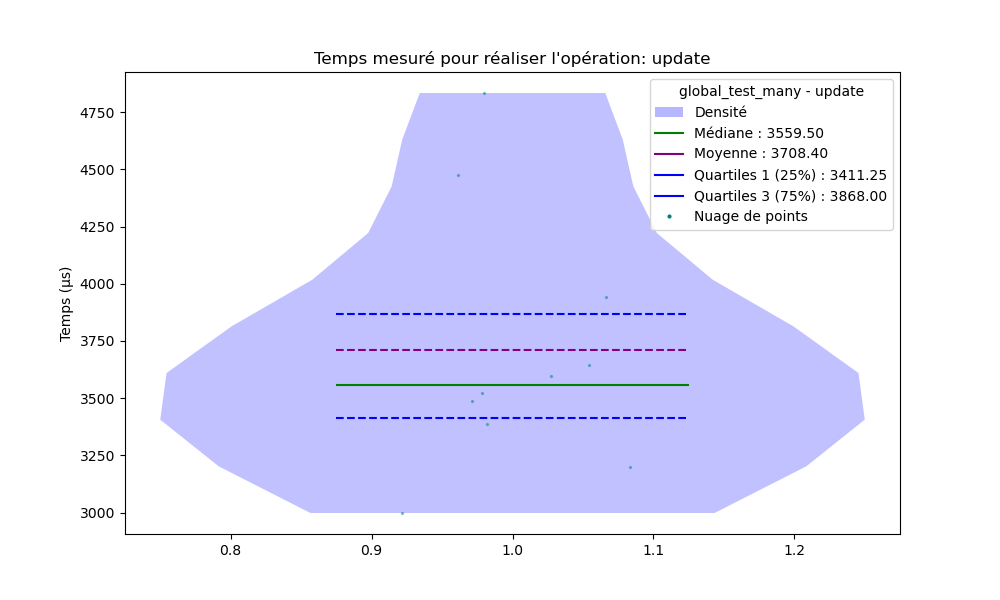 Temps mesuré pour réaliser l'opération: update
global_test_many - update
Densité
Médiane : 3559.50
Moyenne : 3708.40
Quartiles 1 (25%) : 3411.25
Quartiles 3 (75%) : 3868.00
Nuage de points
Temps (µs)
4750
4500
4250
4000
3750
3500
3250
3000
0.8 0.9 1.0 1.1 1.2